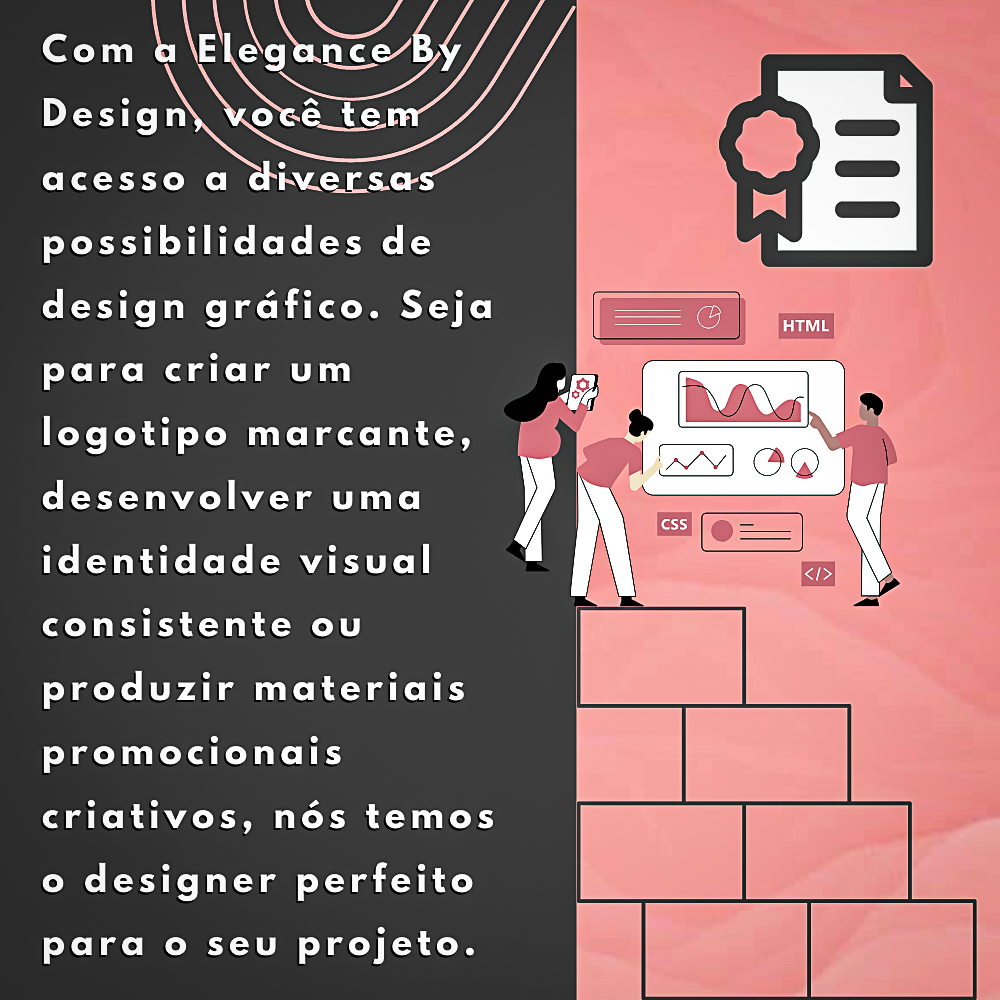 Com a Elegance By
Design, você tem
acesso a diversas
possibilidades de
design gráfico. Seja
para criar um
logotipo marcante,
desenvolver uma
identidade visual
consistente ou
produzir materiais
promocionais
criativos, nós temos
o designer perfeito
para o seu projeto.
HTML
CSS
</>